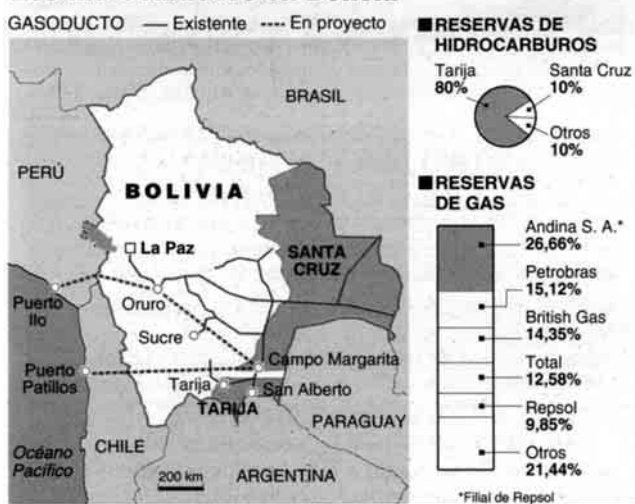 GASODUCTO — Existente ---- En proyecto
BRASIL
PERÚ
BOLIVIA
La Paz
SANTA
CRUZ
Puerto
Ilo
Oruro
Sucre
Puerto
Patillos
Campo Margarita
Tarija
San Alberto
TARIJA
PARAGUAY
CHILE
Océano
Pacífico
200 km
ARGENTINA
■RESERVAS DE
HIDROCARBUROS
Tarija
80%
Santa Cruz
10%
Otros
10%
■RESERVAS
DE GAS
Andina S. A.*
26,66%
Petrobras
15,12%
British Gas
14,35%
Total
12,58%
Repsol
9,85%
Otros
21,44%
*Filial de Repsol